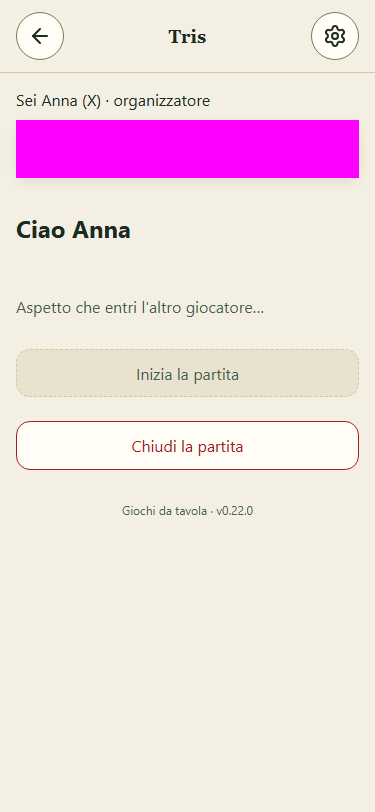 Tris
Sei Anna (X) · organizzatore
Ciao Anna
Aspetto che entri l'altro giocatore...
Inizia la partita
Chiudi la partita
Giochi da tavola · v0.22.0